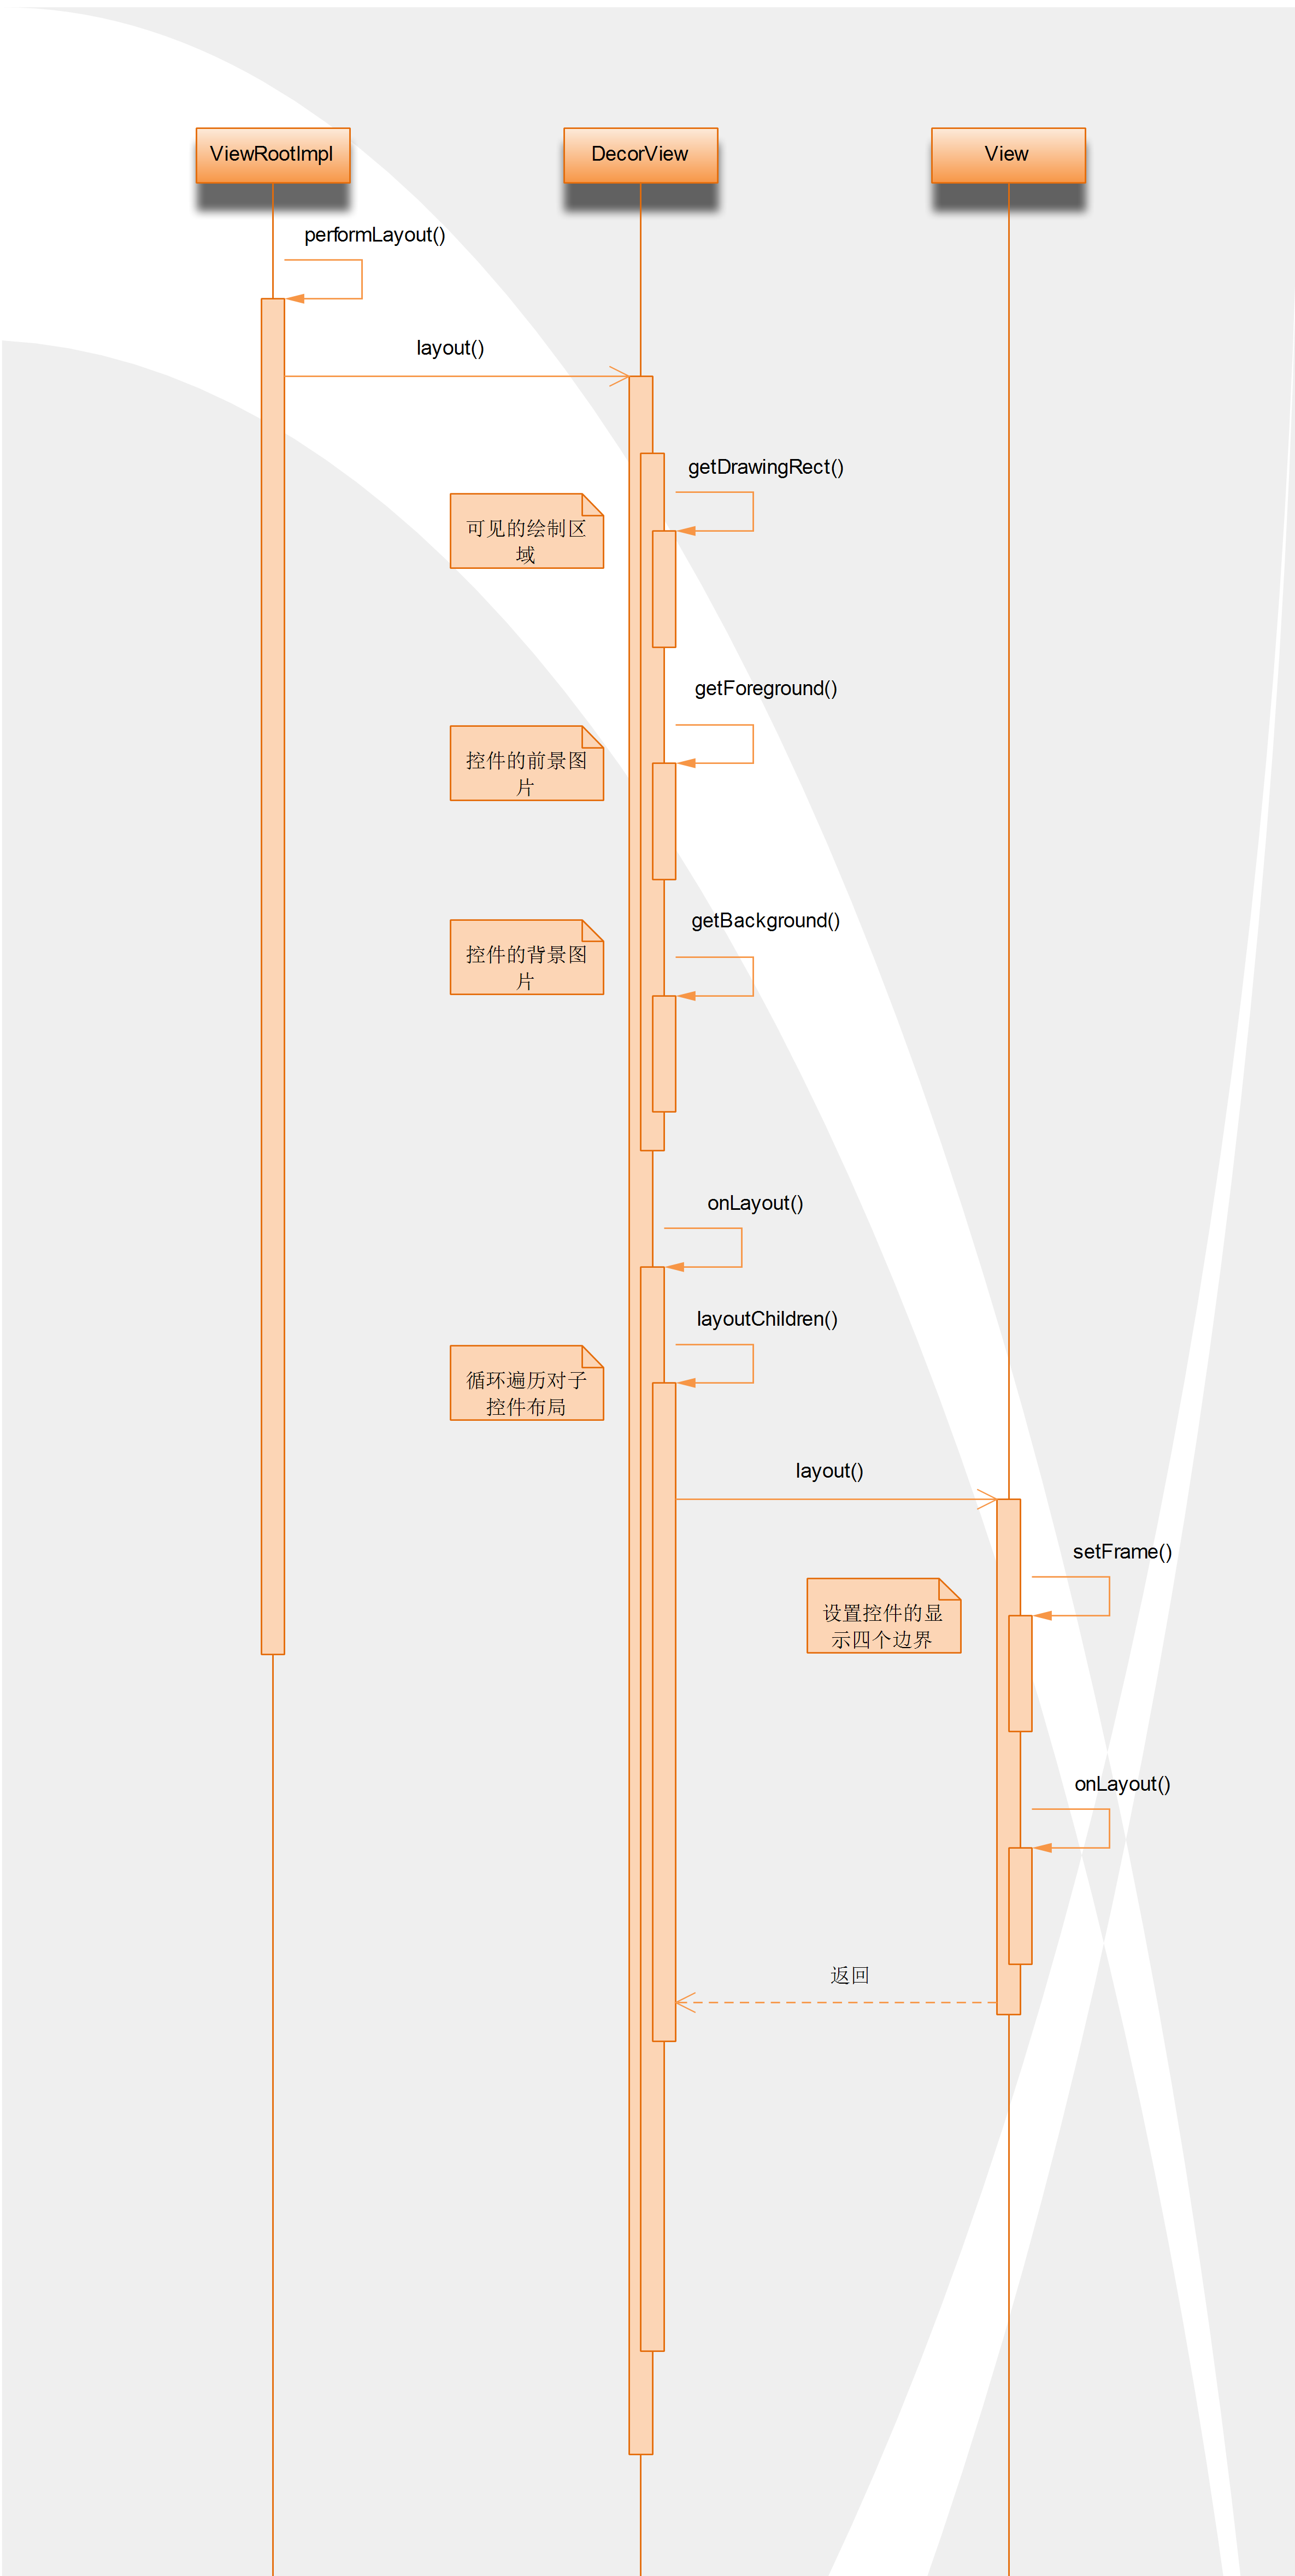 ViewRootImpl
DecorView
View
performLayout()
layout()
getDrawingRect()
可见的绘制区
域
getForeground()
控件的前景图
片
getBackground()
控件的背景图
片
onLayout()
layoutChildren()
循环遍历对子
控件布局
layout()
setFrame()
设置控件的显
示四个边界
onLayout()
返回